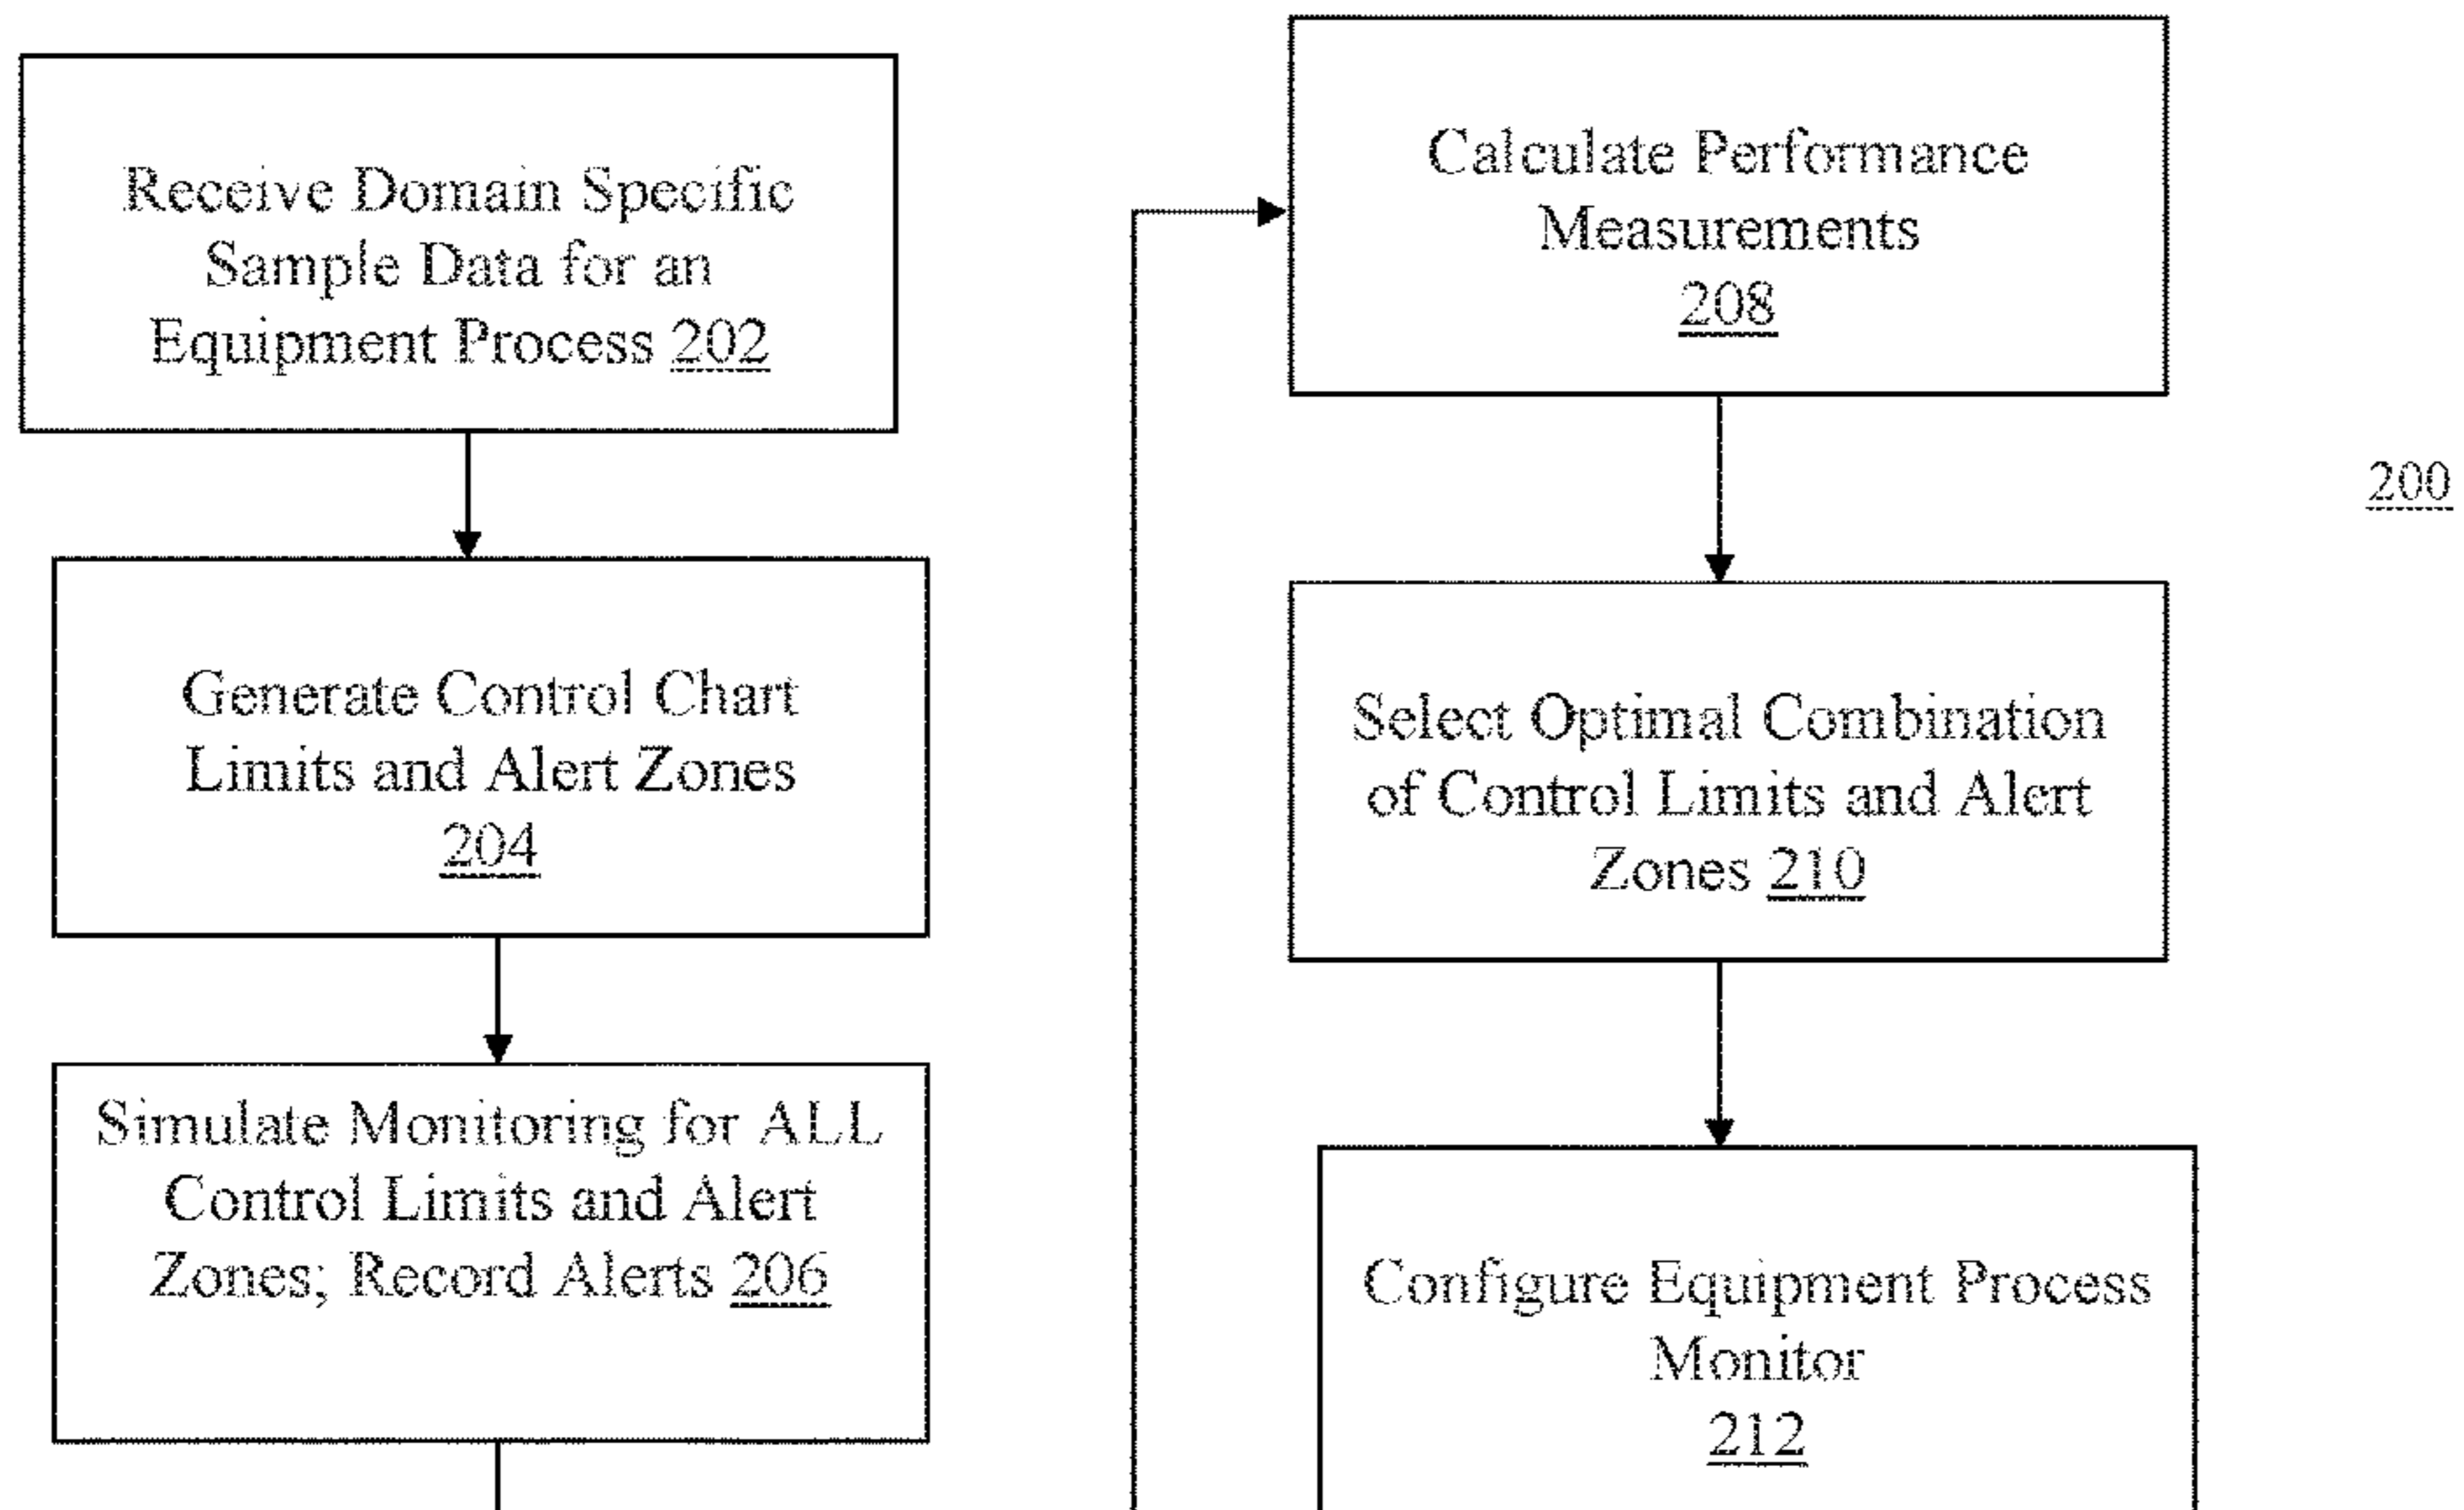 Receive Domain Specific
Sample Data for an
Equipment Process 202
Generate Control Chart
Limits and Alert Zones
204
Simulate Monitoring for ALL
Control Limits and Alert
Zones; Record Alerts 206
Calculate Performance
Measurements
208
Select Optimal Combination
of Control Limits and Alert
Zones 210
Configure Equipment Process
Monitor
212
200